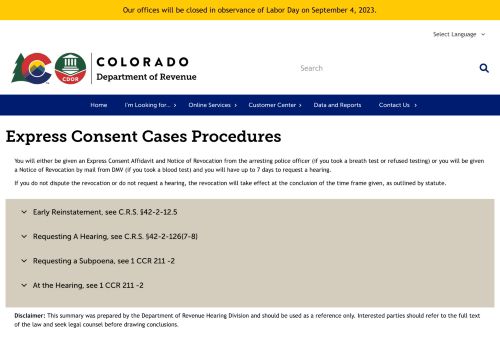 Our offices will be closed in observance of Labor Day on September 4, 2023.
Select Language
CDOR
COLORADO
Department of Revenue
Search
Home I'm Looking for... Online Services Customer Center Data and Reports Contact Us
Express Consent Cases Procedures
You will either be given an Express Consent Affidavit and Notice of Revocation from the arresting police officer (if you took a breath test or refused testing) or you will be given
a Notice of Revocation by mail from DMV (if you took a blood test) and you will have up to 7 days to request a hearing.
If you do not dispute the revocation or do not request a hearing, the revocation will take effect at the conclusion of the time frame given, as outlined by statute.
Early Reinstatement, see C.R.S. §42-2-12.5
Requesting A Hearing, see C.R.S. §42-2-126(7-8)
Requesting a Subpoena, see 1 CCR 211 -2
At the Hearing, see 1 CCR 211 -2
Disclaimer: This summary was prepared by the Department of Revenue Hearing Division and should be used as a reference only. Interested parties should refer to the full text
of the law and seek legal counsel before drawing conclusions.